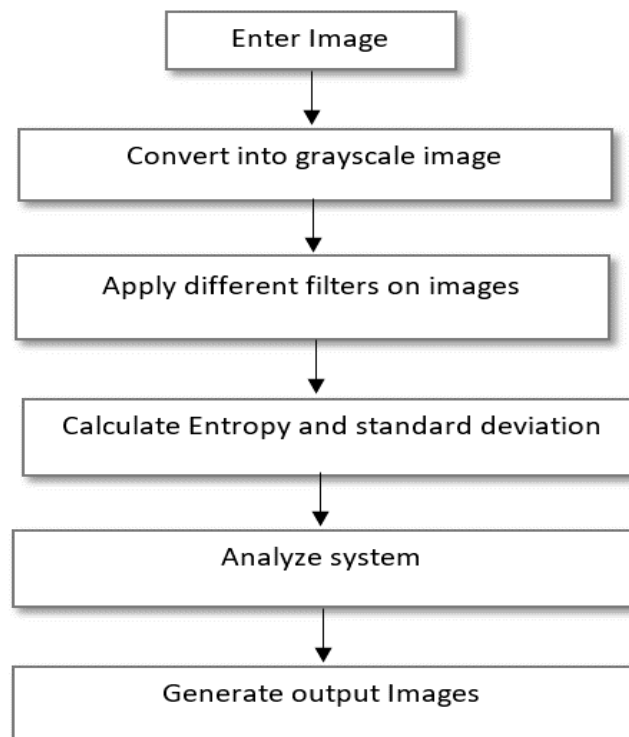 Enter Image
Convert into grayscale image
Apply different filters on images
Calculate Entropy and standard deviation
Analyze system
Generate output Images